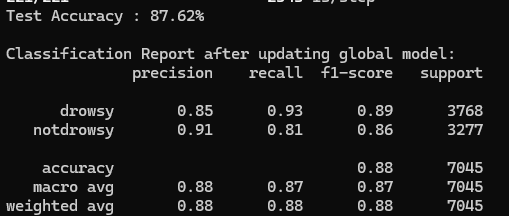 Test Accuracy : 87.62%
Classification Report after updating global model:
precision recall f1-score support
drowsy 0.85 0.93 0.89 3768
notdrowsy 0.91 0.81 0.86 3277
accuracy 0.88 7045
macro avg 0.88 0.87 0.87 7045
weighted avg 0.88 0.88 0.88 7045